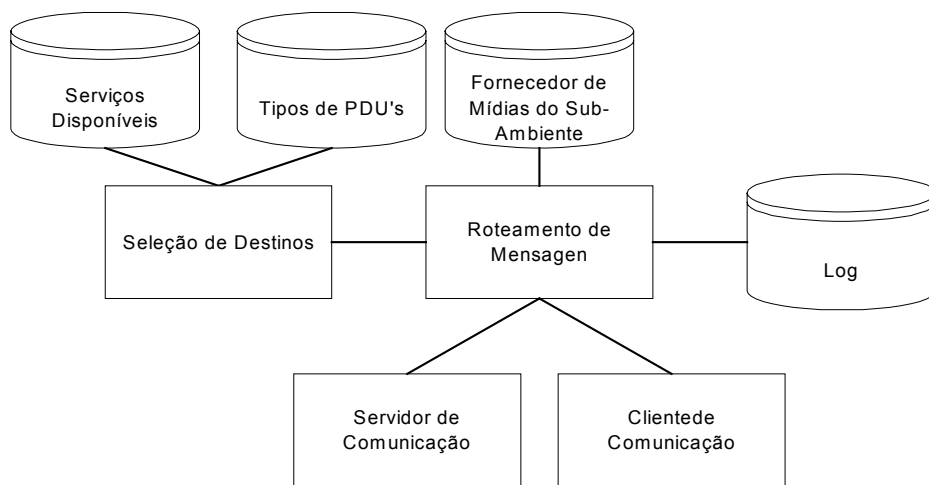 Serviços
Disponíveis
Tipos de PDU's
Fornecedor de
Mídias do Sub-
Ambiente
Seleção de Destinos
Roteamento de
Mensagen
Log
Servidor de
Comunicação
Clientede
Comunicação